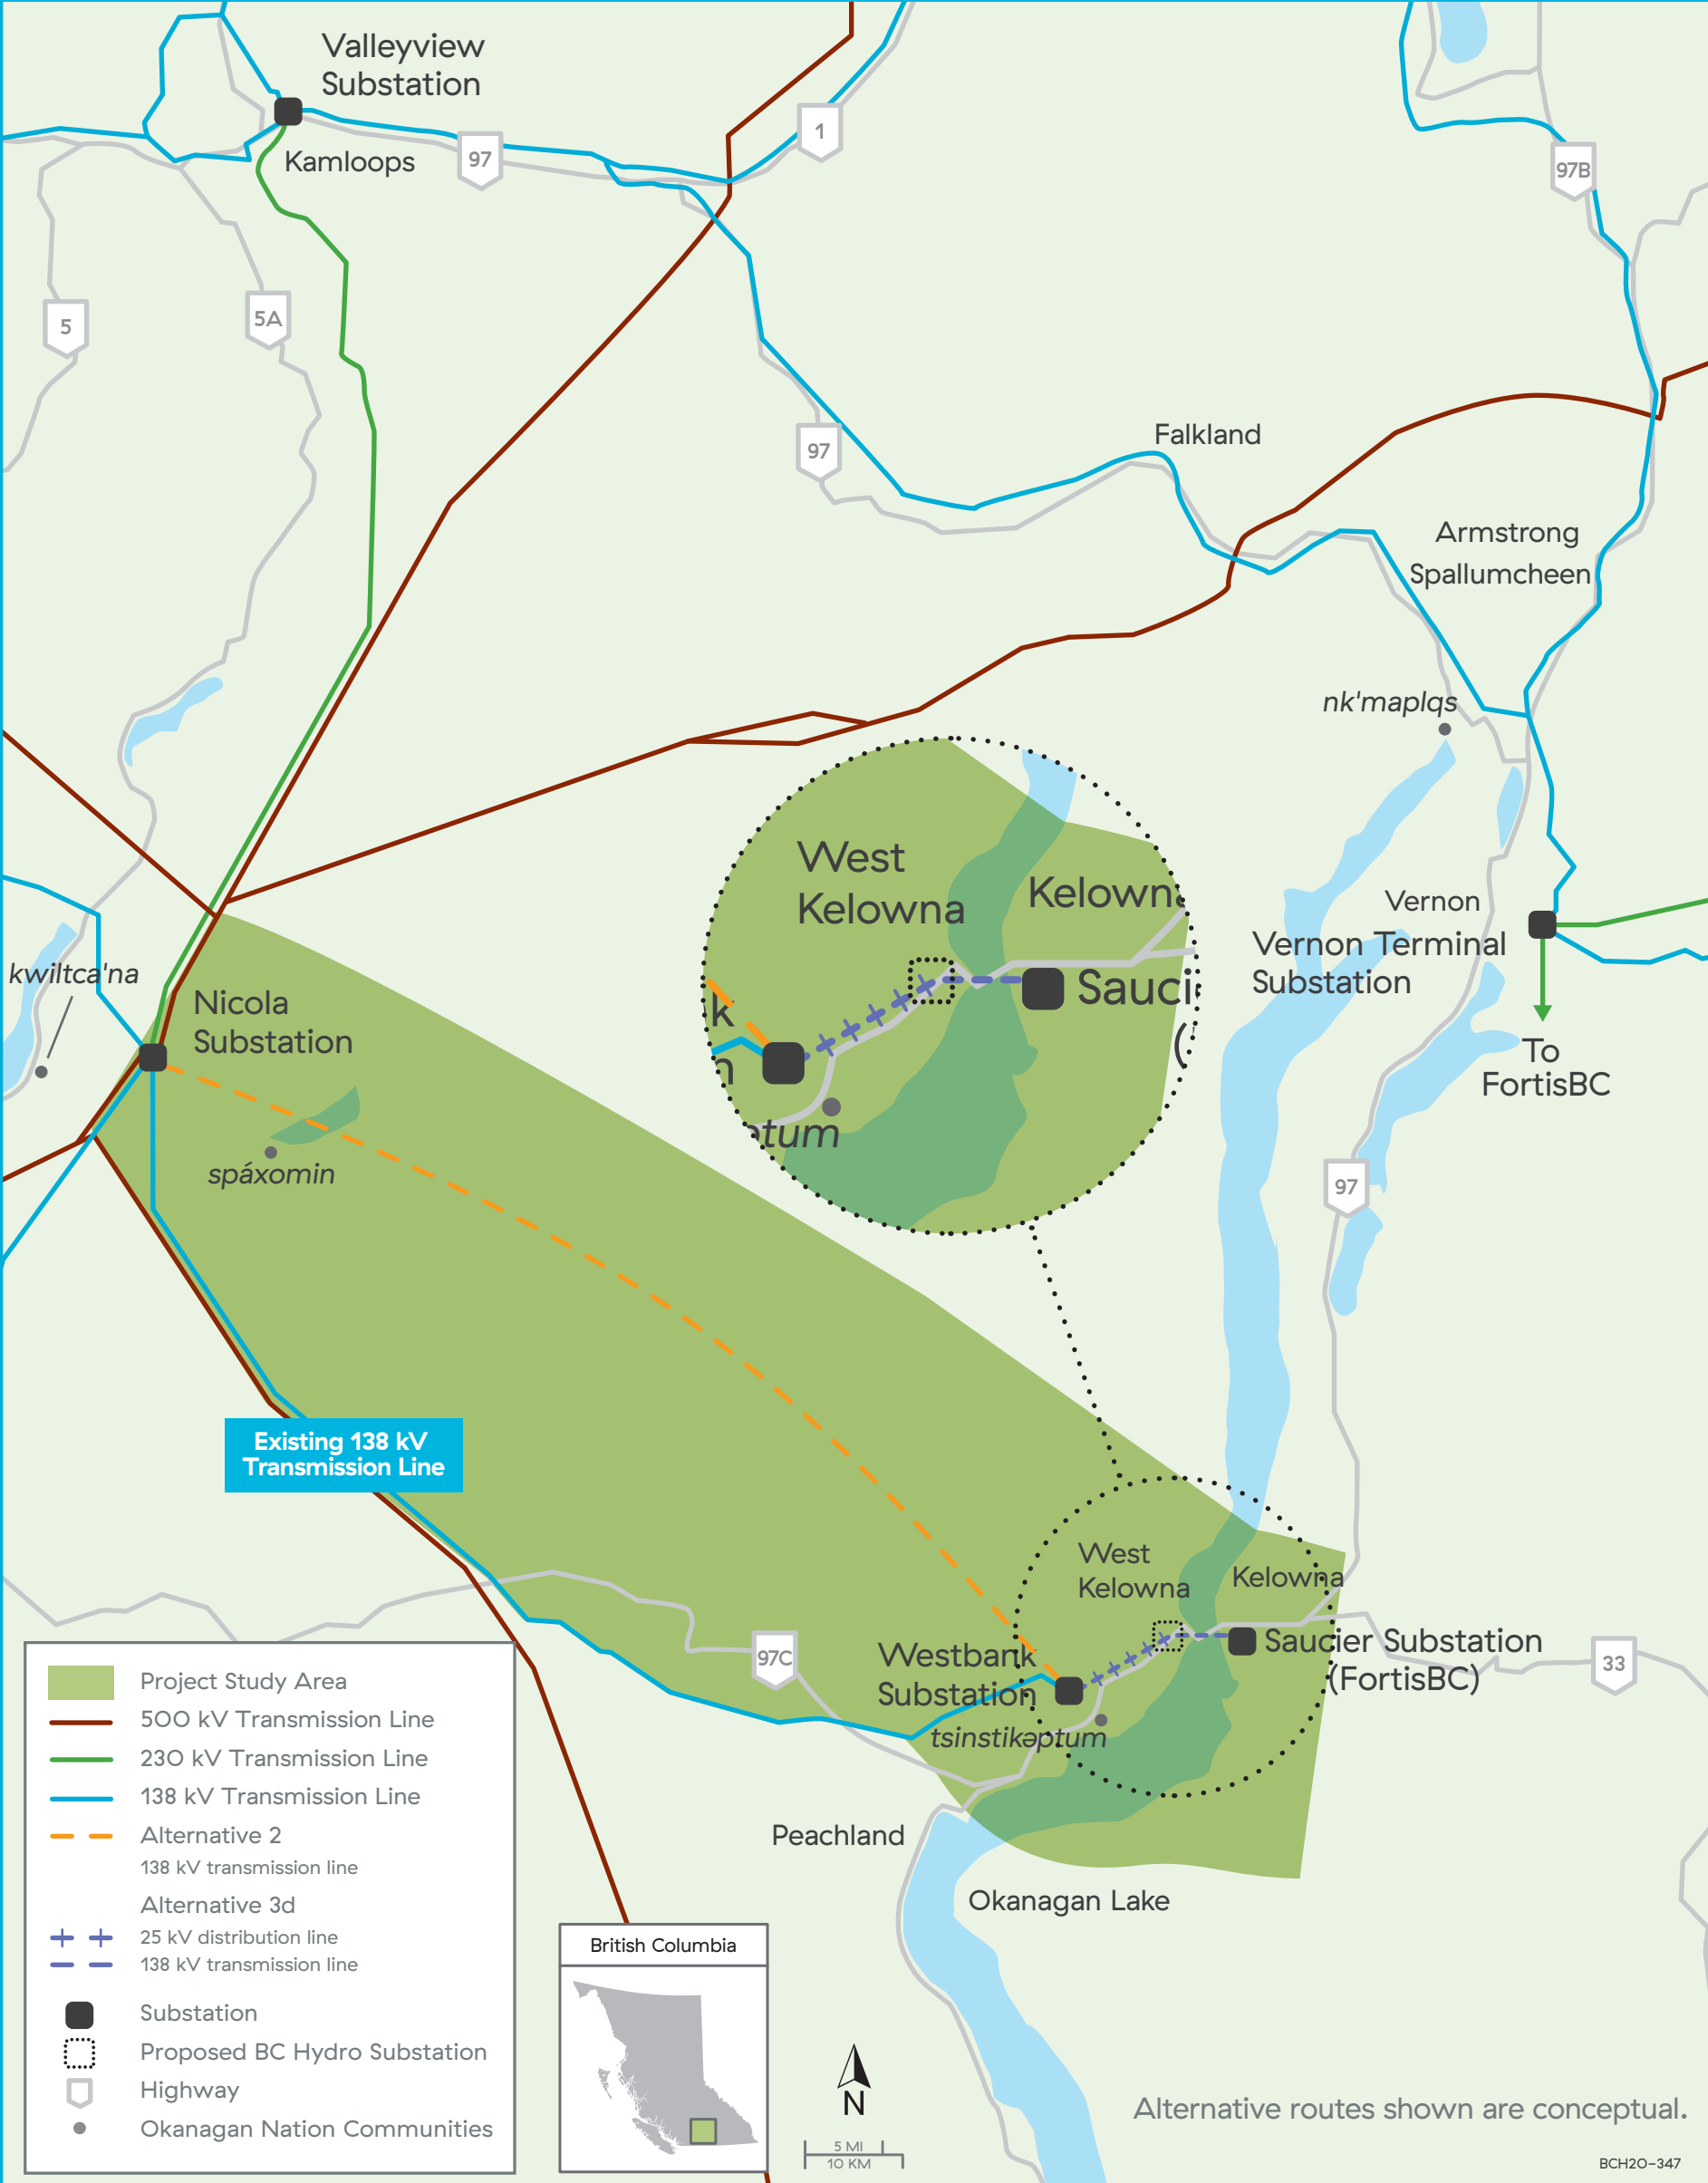 Valleyview
Substation
Kamloops
97
1
97B
5
5A
97
Falkland
Armstrong
Spallumcheen
nk'maplqs
West
Kelowna
Kelowna
Vernon
Vernon Terminal
Substation
kwiltca'na
Nicola
Substation
k
Sauci
n
(
ptum
To
FortisBC
spáxomin
97
Existing 138 kV
Transmission Line
West
Kelowna
Kelowna
Westbank
Substation
Saucier Substation
(FortisBC)
97C
33
tsinstikəptum
Peachland
Okanagan Lake
Project Study Area
500 kV Transmission Line
230 kV Transmission Line
138 kV Transmission Line
Alternative 2
138 kV transmission line
Alternative 3d
25 kV distribution line
138 kV transmission line
Substation
Proposed BC Hydro Substation
Highway
Okanagan Nation Communities
British Columbia
N
5 MI
10 KM
Alternative routes shown are conceptual.
BCH20-347